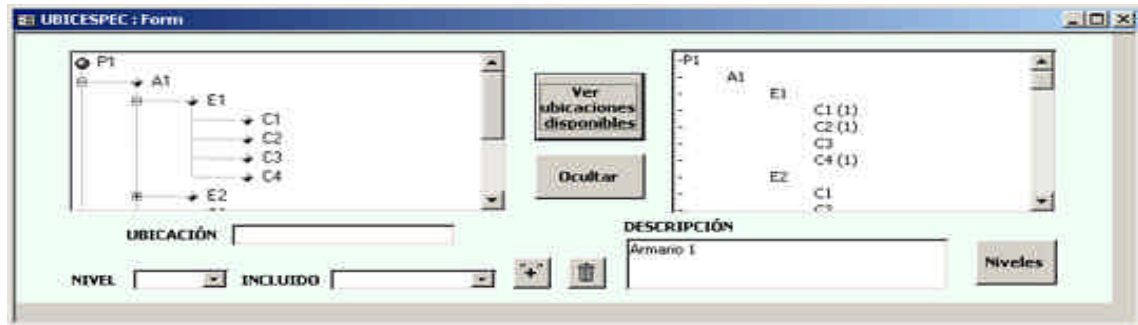 UBICESPEC : Form
P1
A1
E1
C1
C2
C3
C4
E2
Ver
ubicaciones
disponibles
Ocultar
-P1
- A1
- E1
- C1 (1)
- C2 (1)
- C3
- C4 (1)
- E2
- C1
UBICACIÓN
NIVEL
INCLUIDO
"+"
DESCRIPCIÓN
Armario 1
Niveles